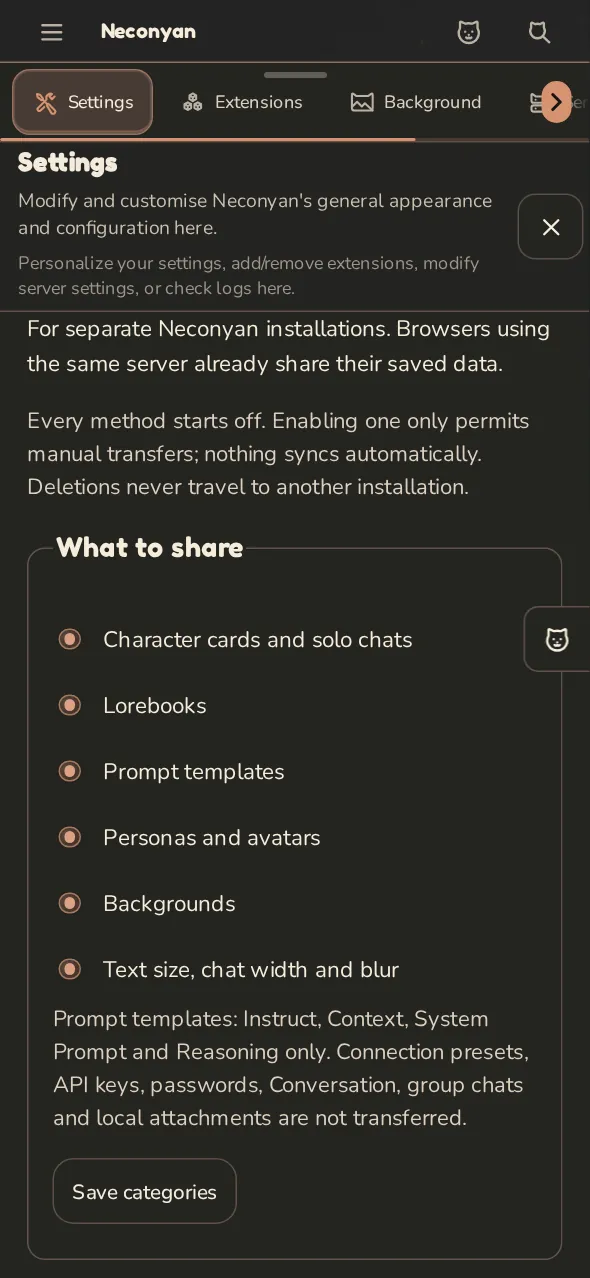 Neconyan
Settings
Extensions
Background
Settings
Modify and customise Neconyan's general appearance
and configuration here.
Personalize your settings, add/remove extensions, modify
server settings, or check logs here.
For separate Neconyan installations. Browsers using
the same server already share their saved data.
Every method starts off. Enabling one only permits
manual transfers; nothing syncs automatically.
Deletions never travel to another installation.
What to share
Character cards and solo chats
Lorebooks
Prompt templates
Personas and avatars
Backgrounds
Text size, chat width and blur
Prompt templates: Instruct, Context, System
Prompt and Reasoning only. Connection presets,
API keys, passwords, Conversation, group chats
and local attachments are not transferred.
Save categories